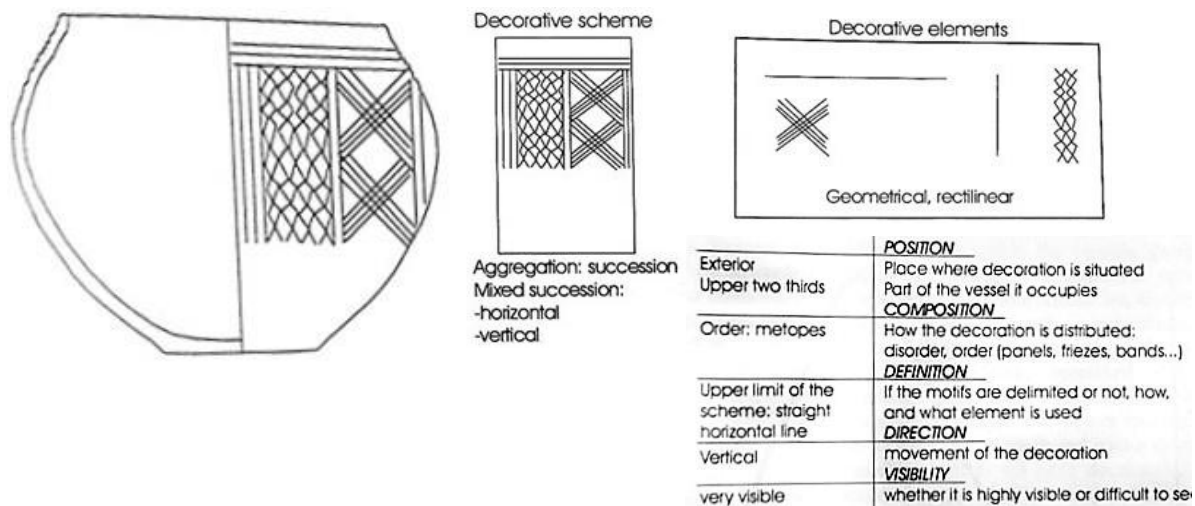 Decorative scheme
Aggregation: succession
Mixed succession:
-horizontal
-vertical
Decorative elements
Geometrical, rectilinear
POSITION
Exterior
Place where decoration is situated
Upper two thirds
Part of the vessel it occupies
COMPOSITION
Order: metopes
How the decoration is distributed:
disorder, order (panels, friezes, bands...)
DEFINITION
Upper limit of the
If the motifs are delimited or not, how,
scheme: straight
and what element is used
horizontal line
DIRECTION
Vertical
movement of the decoration
VISIBILITY
very visible
whether it is highly visible or difficult to see